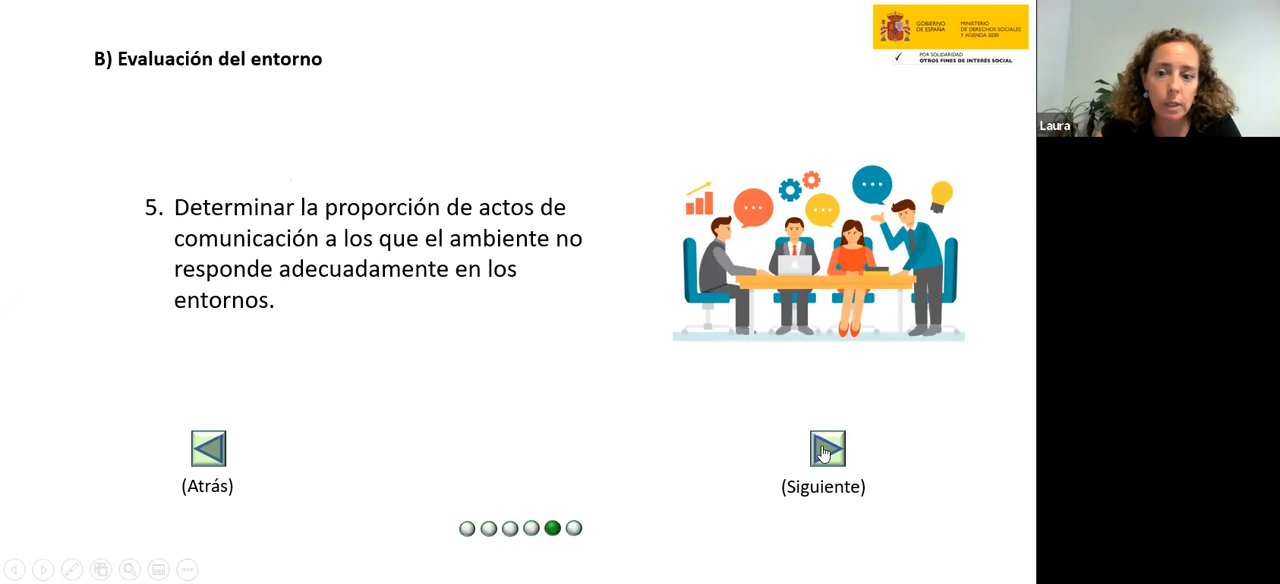 B) Evaluación del entorno
GOBIERNO
DE ESPAÑA
MINISTERIO
DE DERECHOS SOCIALES
Y AGENDA 2030
POR SOLIDARIDAD
OTROS FINES DE INTERÉS SOCIAL
Laura
5. Determinar la proporción de actos de
comunicación a los que el ambiente no
responde adecuadamente en los
entornos.
(Atrás)
(Siguiente)